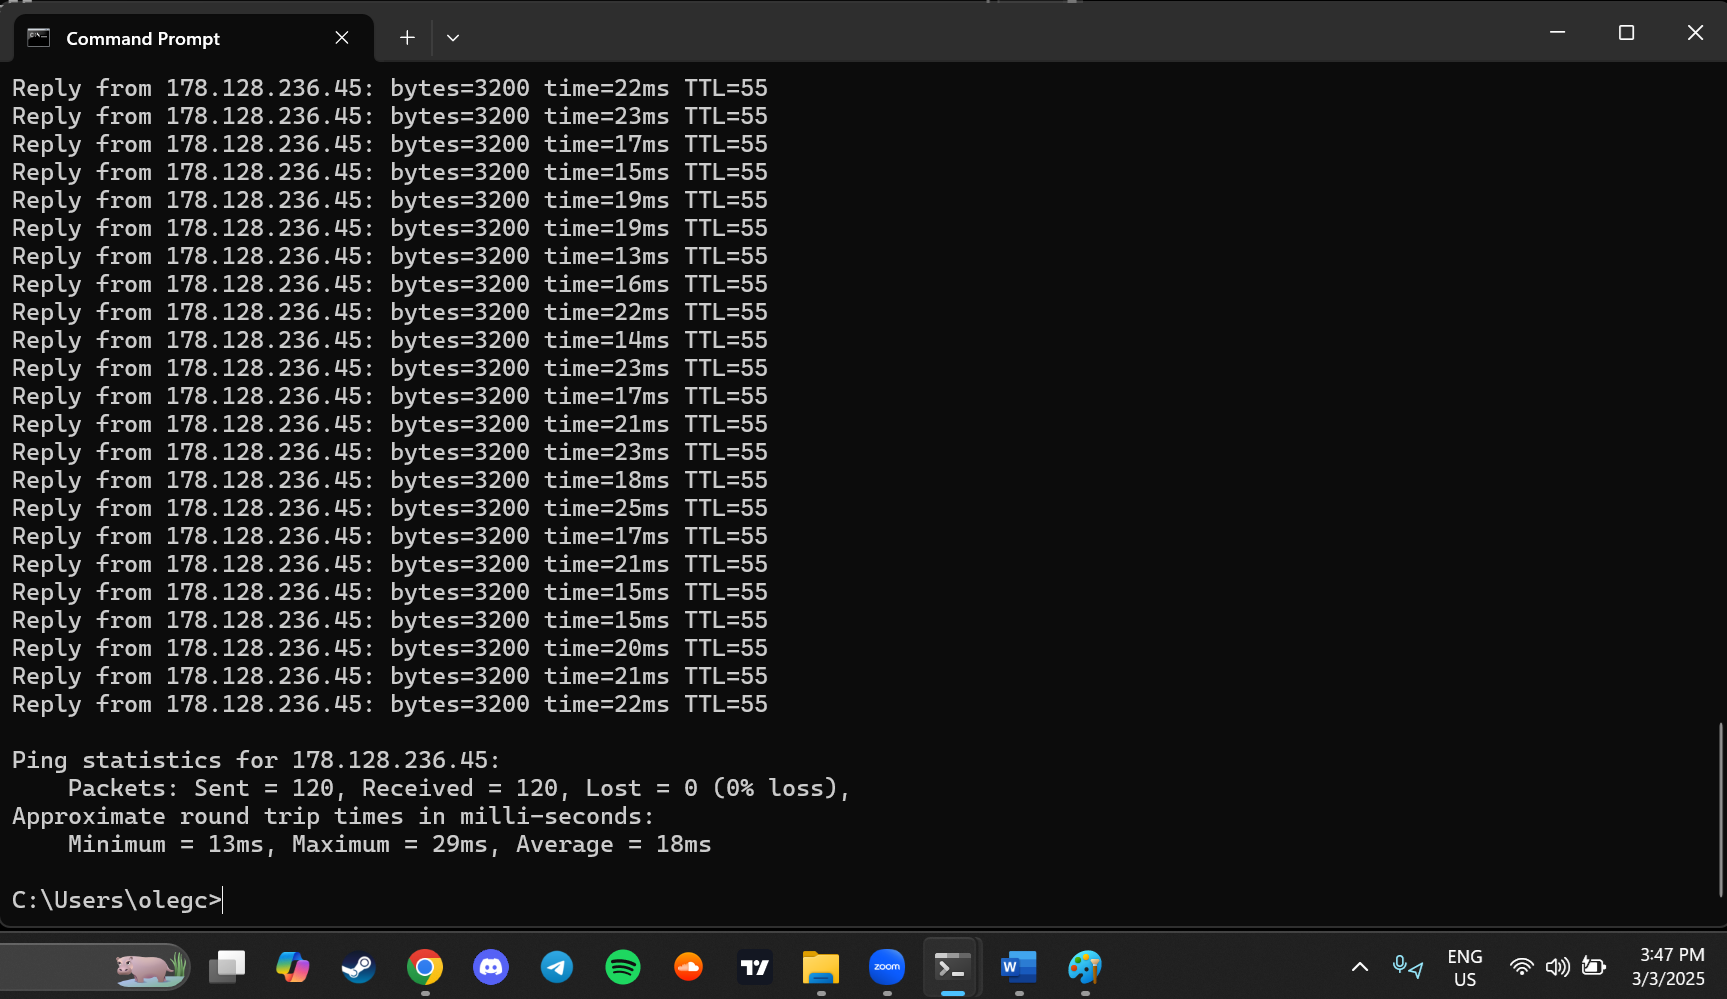 Command Prompt
Reply from 178.128.236.45: bytes=3200 time=22ms TTL=55
Reply from 178.128.236.45: bytes=3200 time=23ms TTL=55
Reply from 178.128.236.45: bytes=3200 time=17ms TTL=55
Reply from 178.128.236.45: bytes=3200 time=15ms TTL=55
Reply from 178.128.236.45: bytes=3200 time=19ms TTL=55
Reply from 178.128.236.45: bytes=3200 time=19ms TTL=55
Reply from 178.128.236.45: bytes=3200 time=13ms TTL=55
Reply from 178.128.236.45: bytes=3200 time=16ms TTL=55
Reply from 178.128.236.45: bytes=3200 time=22ms TTL=55
Reply from 178.128.236.45: bytes=3200 time=14ms TTL=55
Reply from 178.128.236.45: bytes=3200 time=23ms TTL=55
Reply from 178.128.236.45: bytes=3200 time=17ms TTL=55
Reply from 178.128.236.45: bytes=3200 time=21ms TTL=55
Reply from 178.128.236.45: bytes=3200 time=23ms TTL=55
Reply from 178.128.236.45: bytes=3200 time=18ms TTL=55
Reply from 178.128.236.45: bytes=3200 time=25ms TTL=55
Reply from 178.128.236.45: bytes=3200 time=17ms TTL=55
Reply from 178.128.236.45: bytes=3200 time=21ms TTL=55
Reply from 178.128.236.45: bytes=3200 time=15ms TTL=55
Reply from 178.128.236.45: bytes=3200 time=15ms TTL=55
Reply from 178.128.236.45: bytes=3200 time=20ms TTL=55
Reply from 178.128.236.45: bytes=3200 time=21ms TTL=55
Reply from 178.128.236.45: bytes=3200 time=22ms TTL=55
Ping statistics for 178.128.236.45:
    Packets: Sent = 120, Received = 120, Lost = 0 (0% loss),
Approximate round trip times in milli-seconds:
    Minimum = 13ms, Maximum = 29ms, Average = 18ms
C:\Users\olegc>
zoom
W
ENG
US
3:47 PM
3/3/2025